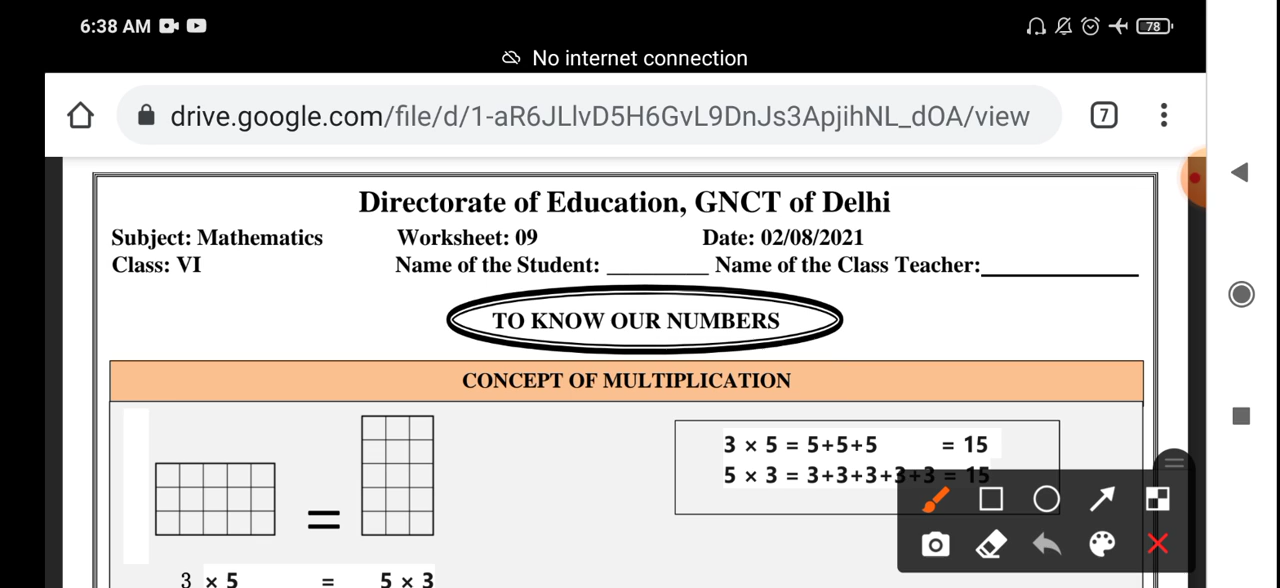 6:38 AM
78
No internet connection
drive.google.com/file/d/1-aR6JLlvD5H6GvL9DnJs3ApjihNL_dOA/view
7
Directorate of Education, GNCT of Delhi
Subject: Mathematics Worksheet: 09 Date: 02/08/2021
Class: VI Name of the Student: _________ Name of the Class Teacher:______________
TO KNOW OUR NUMBERS
CONCEPT OF MULTIPLICATION
3 × 5 = 5+5+5 = 15
5 × 3 = 3+3+3+3+3 = 15
=
3 × 5 = 5 × 3